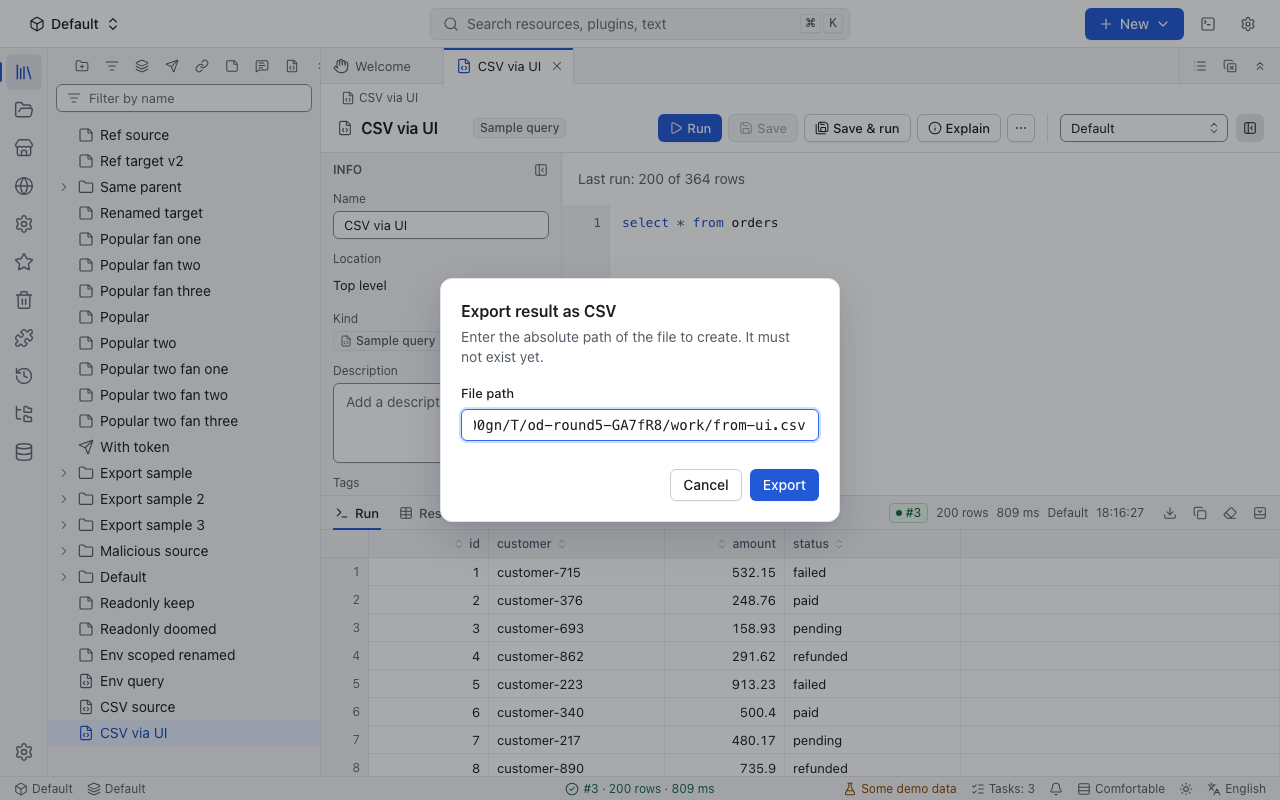 Default
Search resources, plugins, text
⌘ K
New
Welcome
CSV via UI
Filter by name
CSV via UI
CSV via UI
Sample query
Run
Save
Save & run
Explain
Default
Ref source
Ref target v2
Same parent
Renamed target
Popular fan one
Popular fan two
Popular fan three
Popular
Popular two
Popular two fan one
Popular two fan two
Popular two fan three
With token
Export sample
Export sample 2
Export sample 3
Malicious source
Default
Readonly keep
Readonly doomed
Env scoped renamed
Env query
CSV source
CSV via UI
INFO
Name
CSV via UI
Location
Top level
Kind
Sample query
Description
Add a descript
Tags
Last run: 200 of 364 rows
1 select * from orders
Export result as CSV
Enter the absolute path of the file to create. It must
not exist yet.
File path
0gn/T/od-round5-GA7fR8/work/from-ui.csv
Cancel
Export
Run
Res
#3 200 rows 809 ms Default 18:16:27
id customer amount status
1 1 customer-715 532.15 failed
2 2 customer-376 248.76 paid
3 3 customer-693 158.93 pending
4 4 customer-862 291.62 refunded
5 5 customer-223 913.23 failed
6 6 customer-340 500.4 paid
7 7 customer-217 480.17 pending
8 8 customer-890 735.9 refunded
Default
Default
#3 · 200 rows · 809 ms
Some demo data
Tasks: 3
Comfortable
English